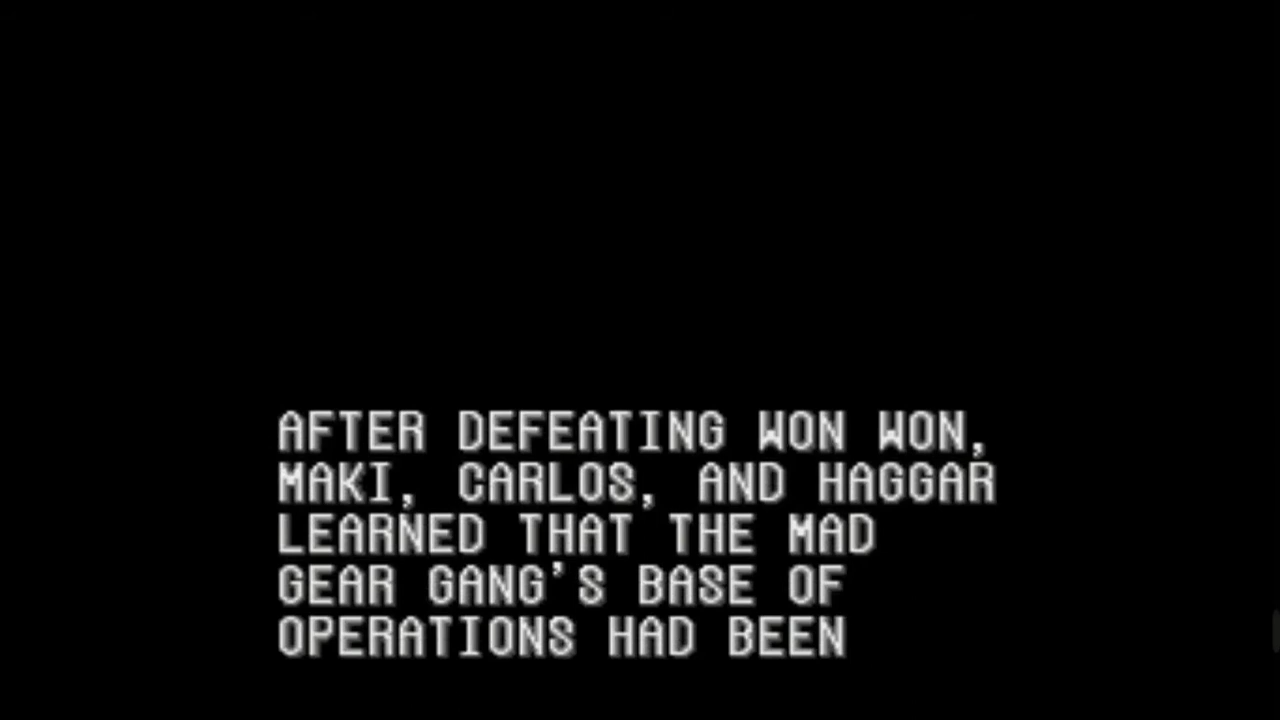 AFTER DEFEATING WON WON,
MAKI, CARLOS, AND HAGGAR
LEARNED THAT THE MAD
GEAR GANG'S BASE OF
OPERATIONS HAD BEEN